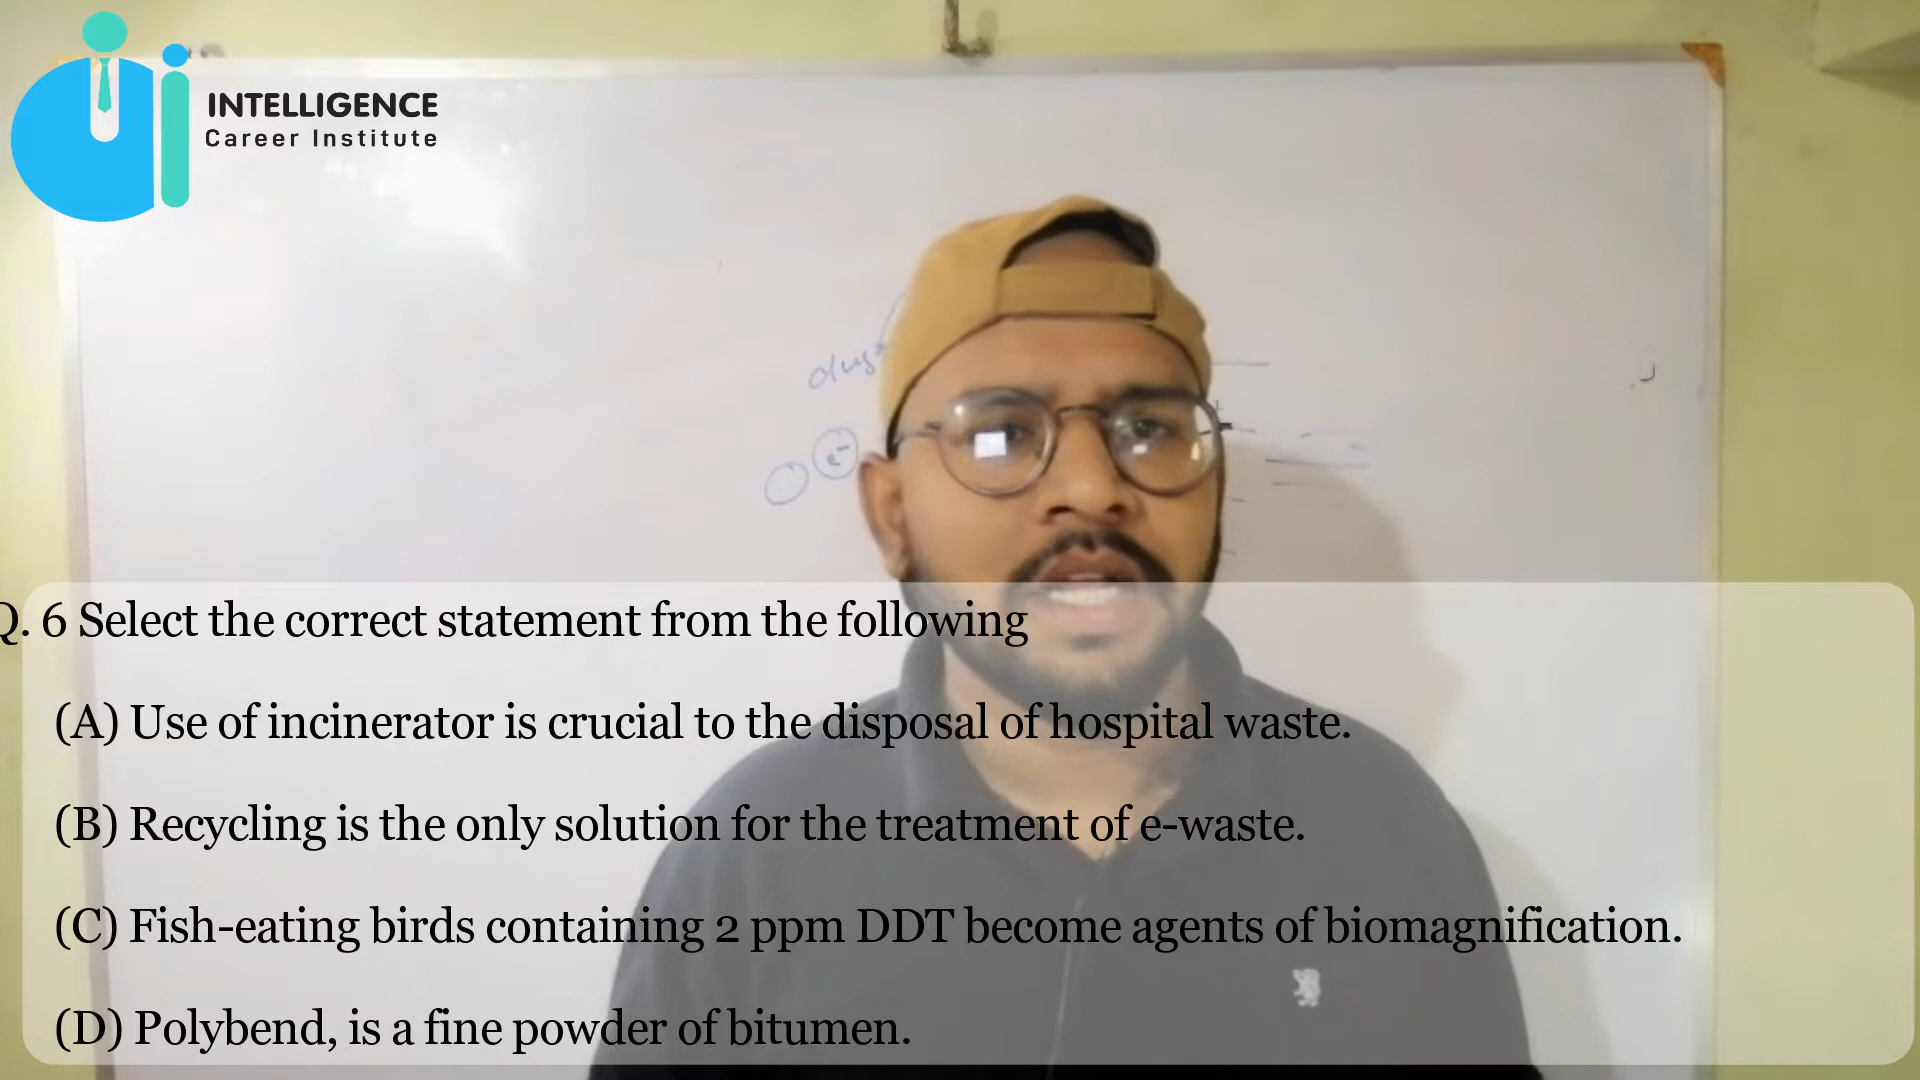 INTELLIGENCE
Career Institute
drug
e-
Q. 6 Select the correct statement from the following
(A) Use of incinerator is crucial to the disposal of hospital waste.
(B) Recycling is the only solution for the treatment of e-waste.
(C) Fish-eating birds containing 2 ppm DDT become agents of biomagnification.
(D) Polybend, is a fine powder of bitumen.